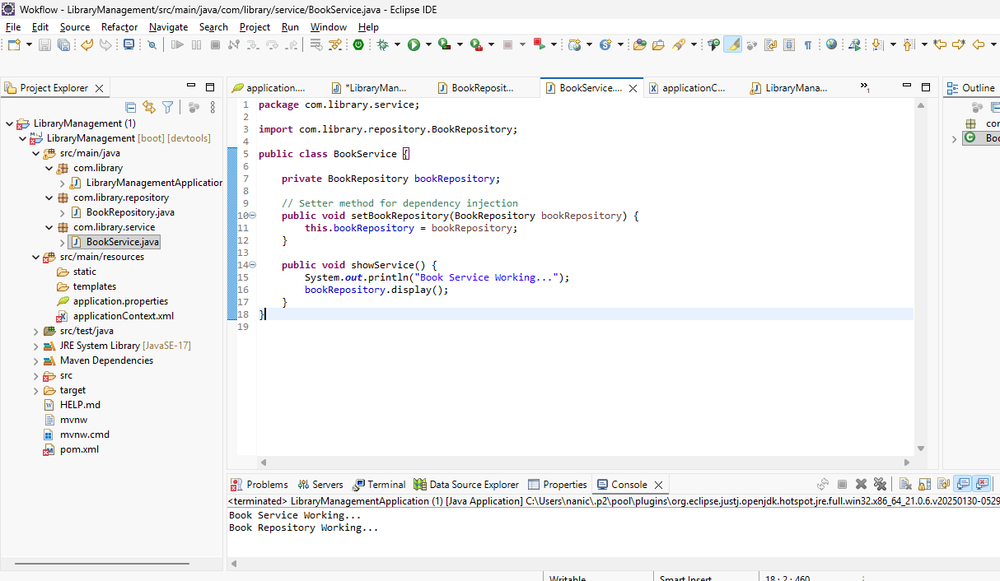 Wokflow - LibraryManagement/src/main/java/com/library/service/BookService.java - Eclipse IDE
File Edit Source Refactor Navigate Search Project Run Window Help
Project Explorer
LibraryManagement (1)
LibraryManagement [boot] [devtools]
src/main/java
com.library
LibraryManagementApplication
com.library.repository
BookRepository.java
com.library.service
BookService.java
src/main/resources
static
templates
application.properties
applicationContext.xml
src/test/java
JRE System Library [JavaSE-17]
Maven Dependencies
src
target
HELP.md
mvnw
mvnw.cmd
pom.xml
application.... *LibraryMan... BookReposit... BookService.... applicationC... LibraryMana... »1
1 package com.library.service;
2
3 import com.library.repository.BookRepository;
4
5 public class BookService {
6
7 private BookRepository bookRepository;
8
9 // Setter method for dependency injection
10 public void setBookRepository(BookRepository bookRepository) {
11 this.bookRepository = bookRepository;
12 }
13
14 public void showService() {
15 System.out.println("Book Service Working...");
16 bookRepository.display();
17 }
18 }
19
Outline
com
Boo
Problems Servers Terminal Data Source Explorer Properties Console
<terminated> LibraryManagementApplication (1) [Java Application] C:\Users\nanic\.p2\pool\plugins\org.eclipse.justj.openjdk.hotspot.jre.full.win32.x86_64_21.0.6.v20250130-0529
Book Service Working...
Book Repository Working...
Writable Smart Insert 18 : 2 : 460